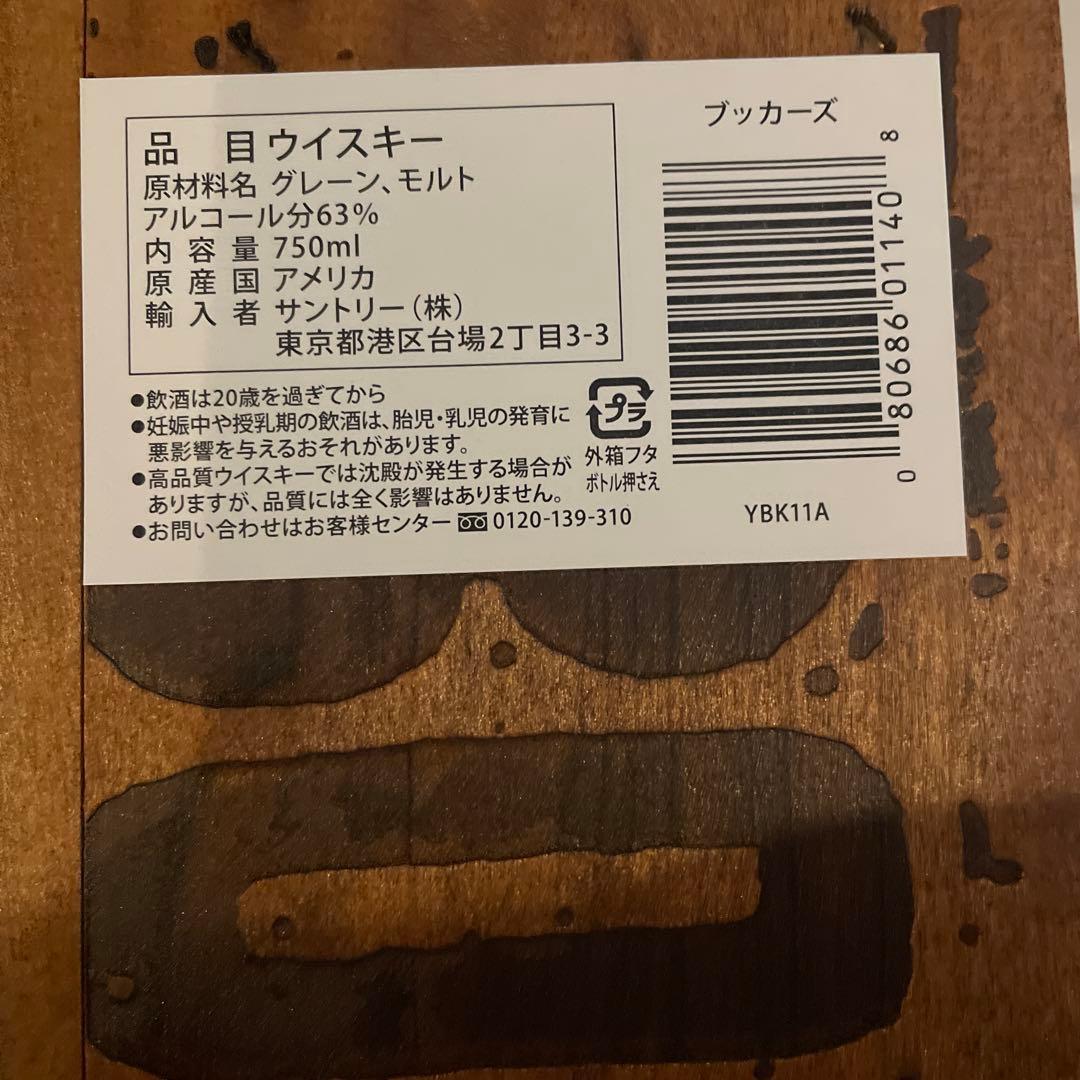 品 目 ウイスキー
原材料名 グレーン、モルト
アルコール分63%
内容量 750ml
原産国 アメリカ
輸入者 サントリー(株)
東京都港区台場2丁目3-3
●飲酒は20歳を過ぎてから
●妊娠中や授乳期の飲酒は、胎児・乳児の発育に
悪影響を与えるおそれがあります。
●高品質ウイスキーでは沈殿が発生する場合が
ありますが、品質には全く影響はありません。
●お問い合わせはお客様センター 0120-139-310
プラ
外箱フタ
ボトル押さえ
ブッカーズ
0 80686 01140 8
YBK11A